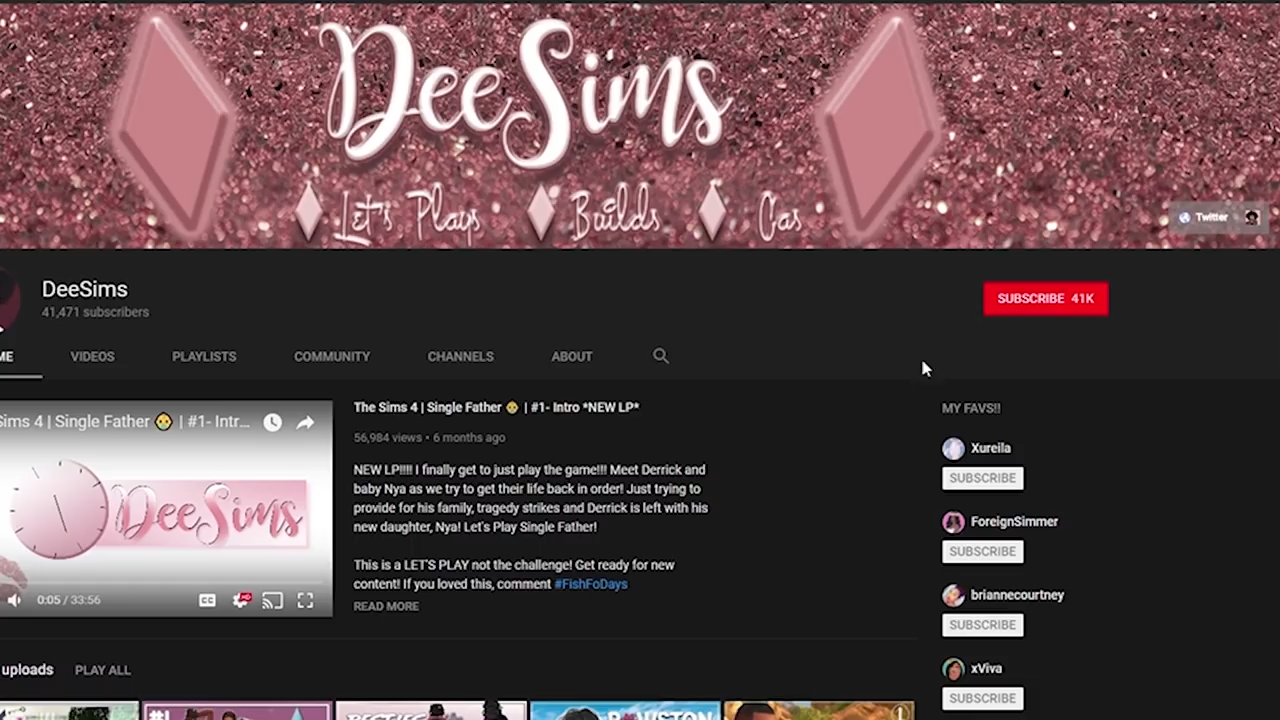 DeeSims
Let's Plays Builds Cas
Twitter
DeeSims
41,471 subscribers
SUBSCRIBE 41K
ME VIDEOS PLAYLISTS COMMUNITY CHANNELS ABOUT
Sims 4 | Single Father 👶 | #1- Intr...
DeeSims
0:05 / 33:56
CC
HD
The Sims 4 | Single Father 👶 | #1- Intro *NEW LP*
56,984 views • 6 months ago
NEW LP!!!! I finally get to just play the game!!! Meet Derrick and
baby Nya as we try to get their life back in order! Just trying to
provide for his family, tragedy strikes and Derrick is left with his
new daughter, Nya! Let's Play Single Father!
This is a LET'S PLAY not the challenge! Get ready for new
content! If you loved this, comment #FishFoDays
READ MORE
MY FAVS!!
Xureila
SUBSCRIBE
ForeignSimmer
SUBSCRIBE
briannecourtney
SUBSCRIBE
xViva
SUBSCRIBE
uploads PLAY ALL
#1